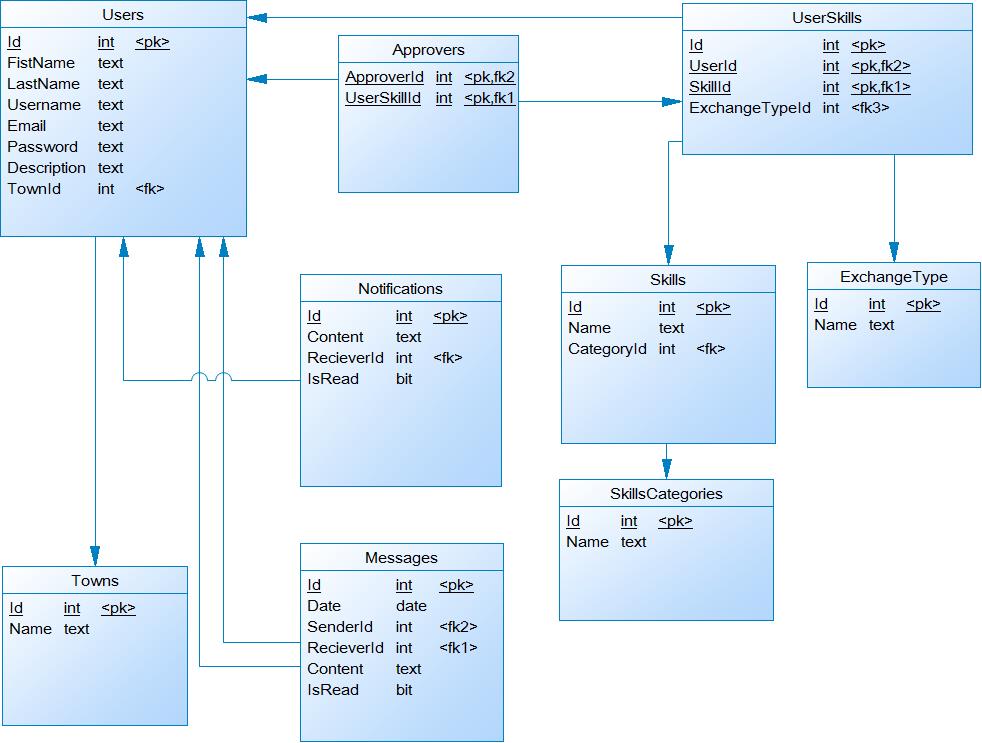 Users
Id int <pk>
FistName text
LastName text
Username text
Email text
Password text
Description text
TownId int <fk>
Approvers
ApproverId int <pk,fk2
UserSkillId int <pk,fk1
UserSkills
Id int <pk>
UserId int <pk,fk2>
SkillId int <pk,fk1>
ExchangeTypeId int <fk3>
Notifications
Id int <pk>
Content text
RecieverId int <fk>
IsRead bit
Skills
Id int <pk>
Name text
CategoryId int <fk>
ExchangeType
Id int <pk>
Name text
SkillsCategories
Id int <pk>
Name text
Towns
Id int <pk>
Name text
Messages
Id int <pk>
Date date
SenderId int <fk2>
RecieverId int <fk1>
Content text
IsRead bit